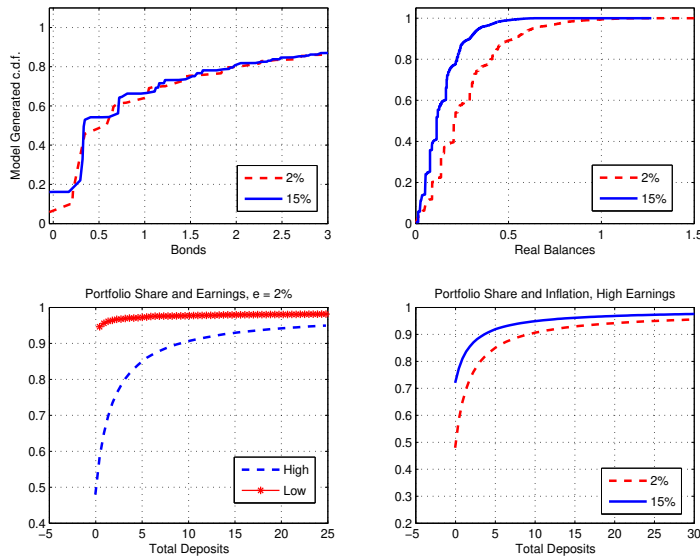 Model Generated c.d.f.
1
0.8
0.6
0.4
0.2
0
0 0.5 1 1.5 2 2.5 3
Bonds
2%
15%
1
0.8
0.6
0.4
0.2
0
0 0.5 1 1.5
Real Balances
2%
15%
Portfolio Share and Earnings, e = 2%
1
0.9
0.8
0.7
0.6
0.5
0.4
−5 0 5 10 15 20 25
Total Deposits
High
Low
Portfolio Share and Inflation, High Earnings
1
0.9
0.8
0.7
0.6
0.5
0.4
0.3
0.2
−5 0 5 10 15 20 25 30
Total Deposits
2%
15%